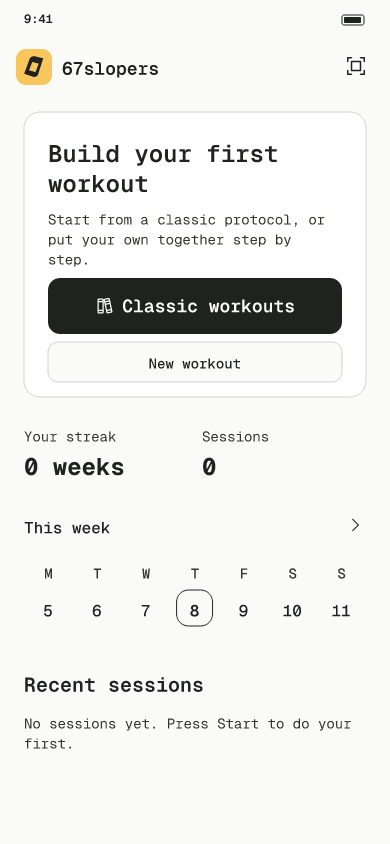 9:41
67slopers
Build your first
workout
Start from a classic protocol, or
put your own together step by
step.
Classic workouts
New workout
Your streak
Sessions
0 weeks
0
This week
M T W T F S S
5 6 7 8 9 10 11
Recent sessions
No sessions yet. Press Start to do your
first.